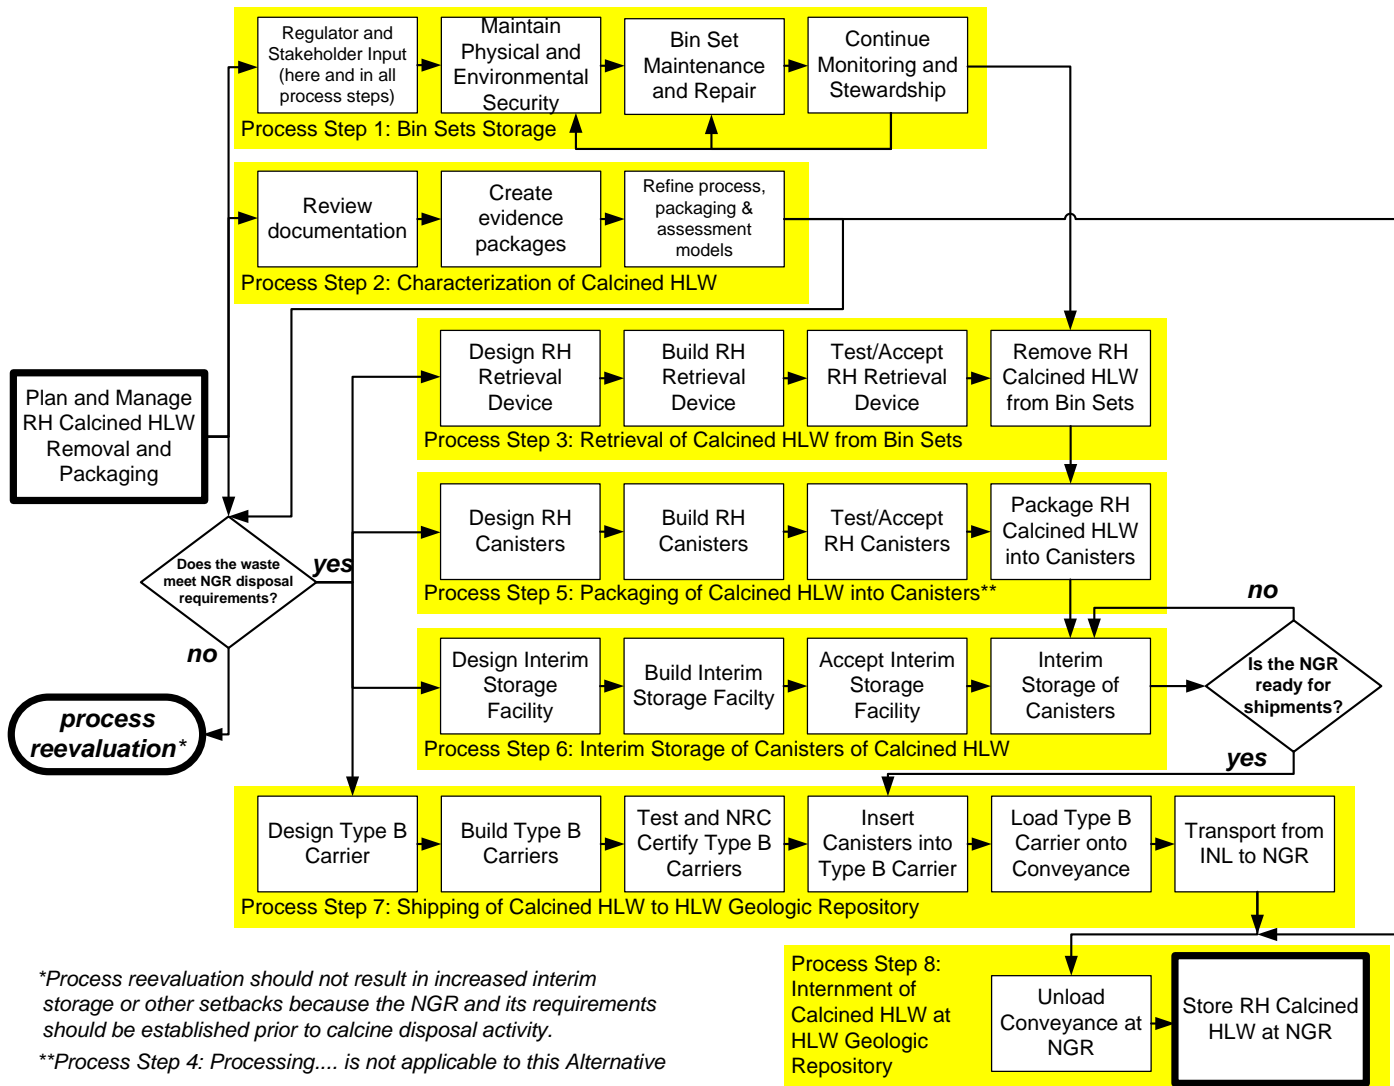 Regulator and
Stakeholder Input
(here and in all
process steps)
Maintain
Physical and
Environmental
Security
Bin Set
Maintenance
and Repair
Continue
Monitoring and
Stewardship
Process Step 1: Bin Sets Storage
Review
documentation
Create
evidence
packages
Refine process,
packaging &
assessment
models
Process Step 2: Characterization of Calcined HLW
Design RH
Retrieval
Device
Build RH
Retrieval
Device
Test/Accept
RH Retrieval
Device
Remove RH
Calcined HLW
from Bin Sets
Process Step 3: Retrieval of Calcined HLW from Bin Sets
Plan and Manage
RH Calcined HLW
Removal and
Packaging
Does the waste
meet NGR disposal
requirements?
yes
no
process
reevaluation*
Design RH
Canisters
Build RH
Canisters
Test/Accept
RH Canisters
Package RH
Calcined HLW
into Canisters
Process Step 5: Packaging of Calcined HLW into Canisters**
Design Interim
Storage
Facility
Build Interim
Storage Facilty
Accept Interim
Storage
Facility
Interim
Storage of
Canisters
Process Step 6: Interim Storage of Canisters of Calcined HLW
no
Is the NGR
ready for
shipments?
yes
Design Type B
Carrier
Build Type B
Carriers
Test and NRC
Certify Type B
Carriers
Insert
Canisters into
Type B Carrier
Load Type B
Carrier onto
Conveyance
Transport from
INL to NGR
Process Step 7: Shipping of Calcined HLW to HLW Geologic Repository
Process Step 8:
Internment of
Calcined HLW at
HLW Geologic
Repository
Unload
Conveyance at
NGR
Store RH Calcined
HLW at NGR
*Process reevaluation should not result in increased interim
storage or other setbacks because the NGR and its requirements
should be established prior to calcine disposal activity.
**Process Step 4: Processing.... is not applicable to this Alternative